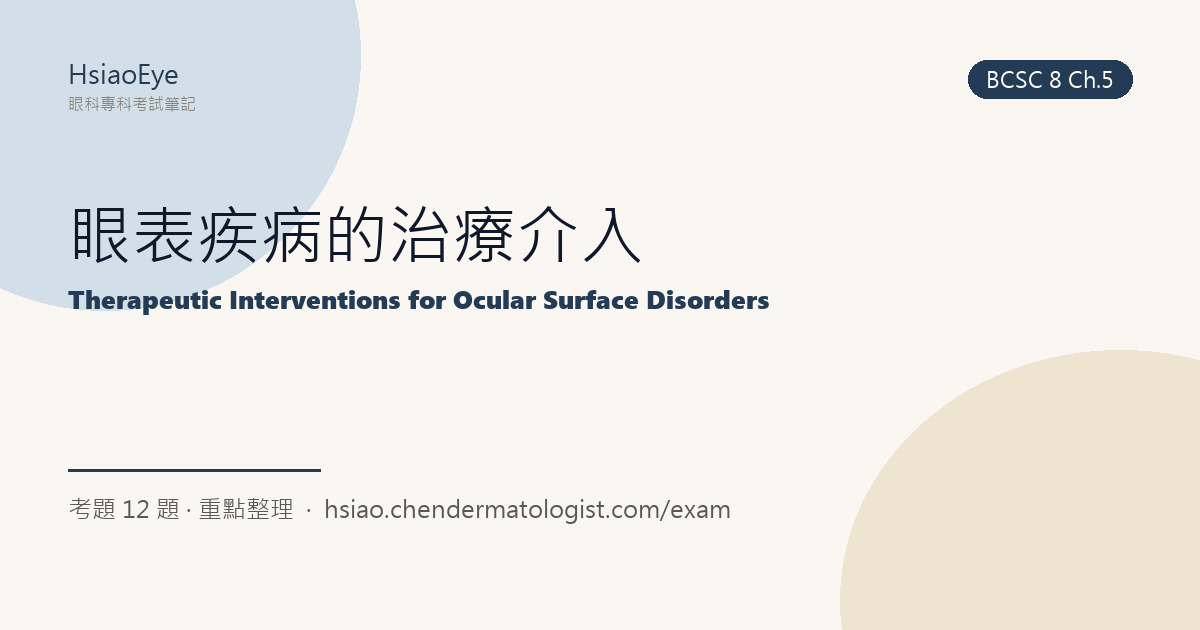 HsiaoEye
眼科專科考試筆記
BCSC 8 Ch.5
眼表疾病的治療介入
Therapeutic Interventions for Ocular Surface Disorders
考題 12 題 · 重點整理 · hsiao.chendermatologist.com/exam